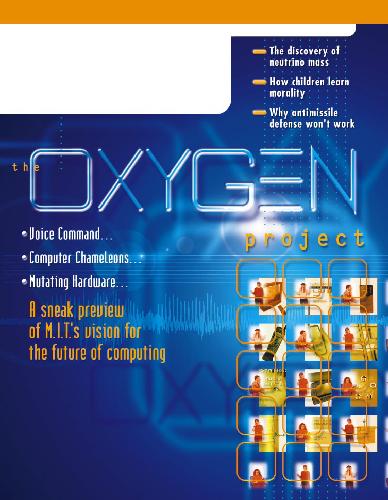 The discovery of
neutrino mass
How children learn
morality
Why antimissile
defense won't work
the
OXYGEN
project
•Voice Command...
•Computer Chameleons...
•Mutating Hardware...
A sneak preview
of M.I.T.'s vision for
the future of computing